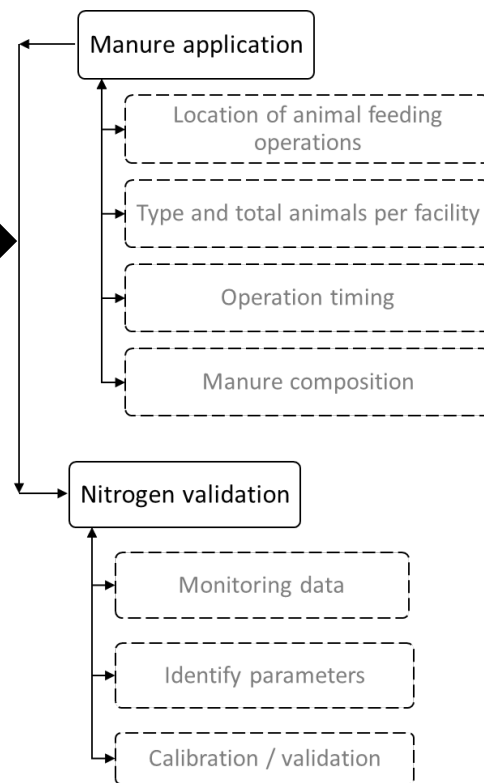 Manure application
Location of animal feeding
operations
Type and total animals per facility
Operation timing
Manure composition
Nitrogen validation
Monitoring data
Identify parameters
Calibration / validation